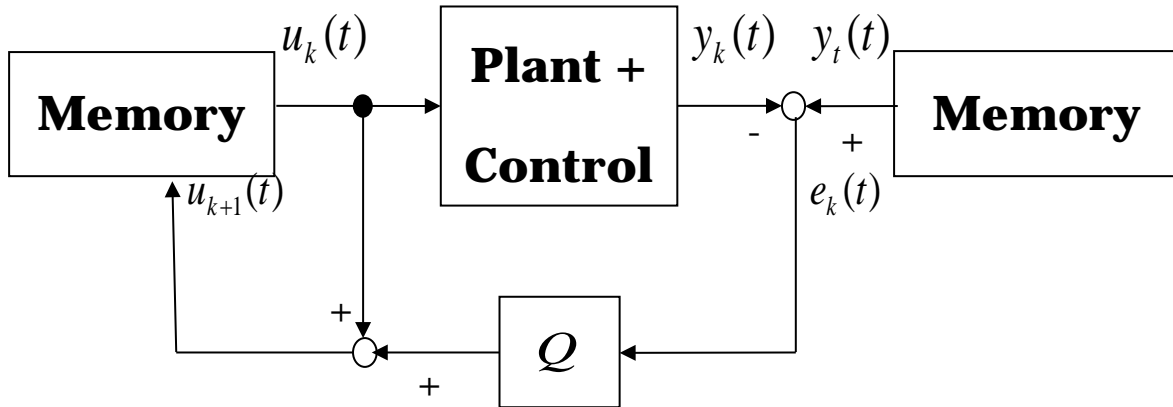 u_k(t)
y_k(t)
y_t(t)
Memory
Plant +
Control
Memory
-
+
u_{k+1}(t)
e_k(t)
+
Q
+